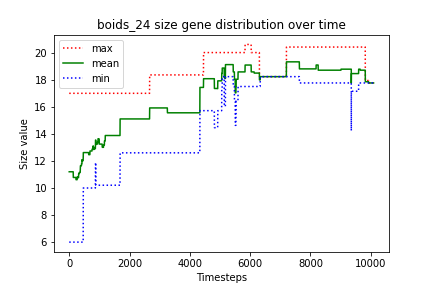 boids_24 size gene distribution over time
max
mean
min
Size value
20
18
16
14
12
10
8
6
0
2000
4000
6000
8000
10000
Timesteps